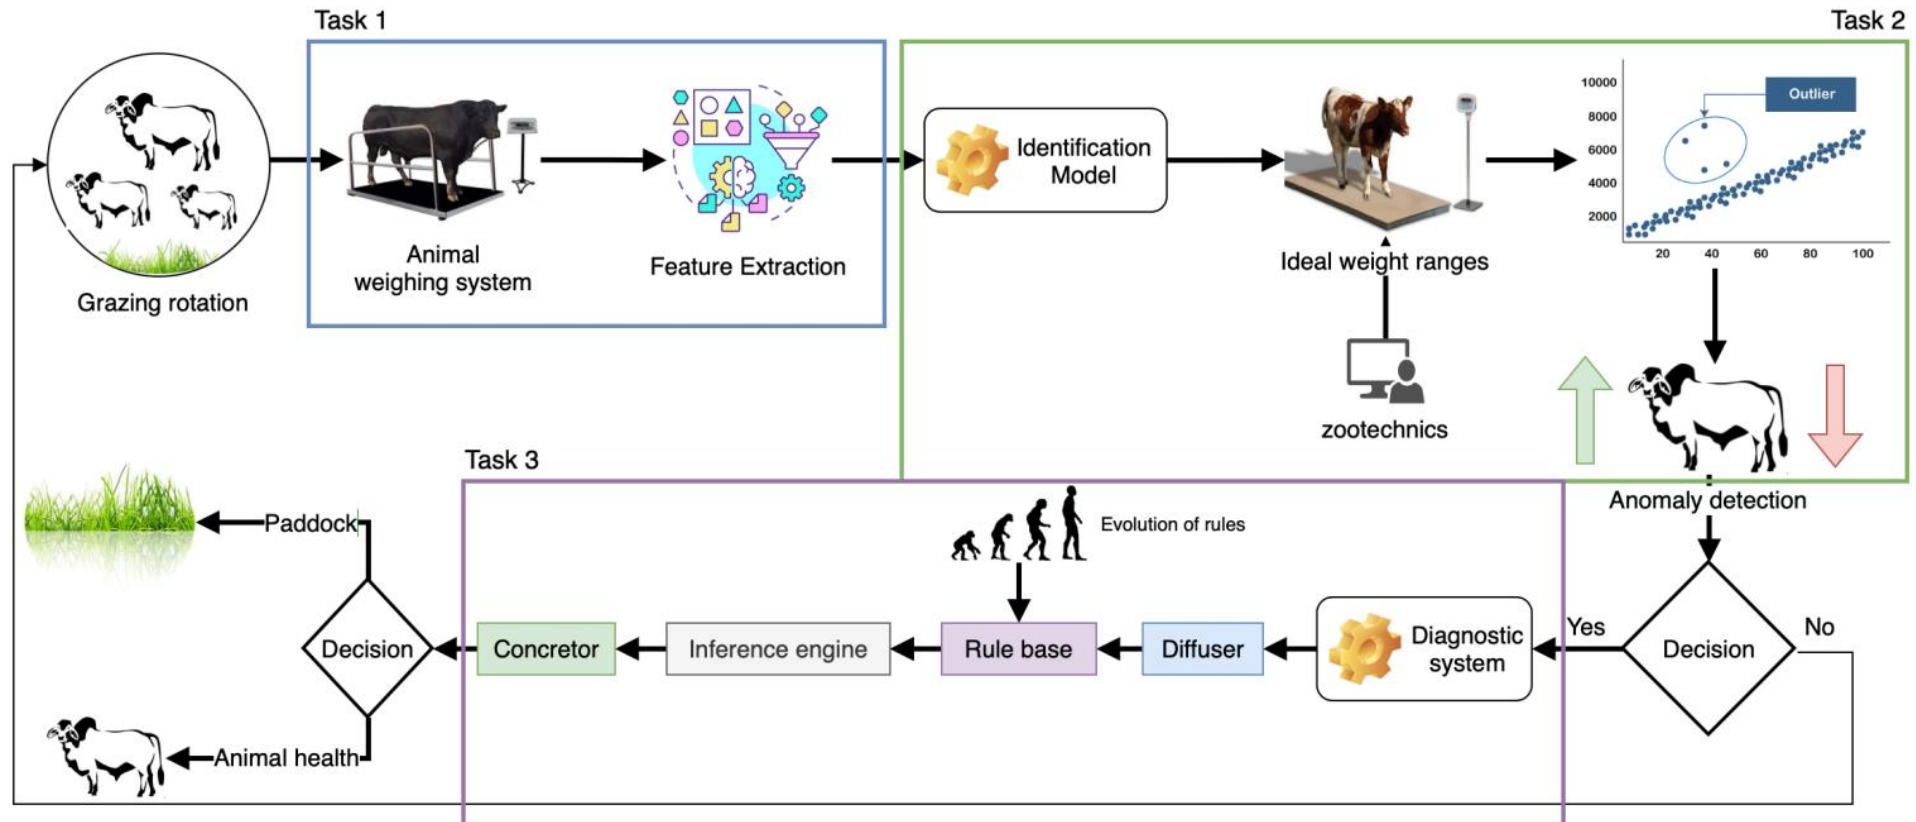 Task 1
Task 2
Grazing rotation
Animal
weighing system
Feature Extraction
Identification
Model
Ideal weight ranges
zootechnics
Outlier
10000
8000
6000
4000
2000
20 40 60 80 100
Anomaly detection
Task 3
Evolution of rules
Paddock
Decision
Animal health
Concretor
Inference engine
Rule base
Diffuser
Diagnostic
system
Yes
Decision
No